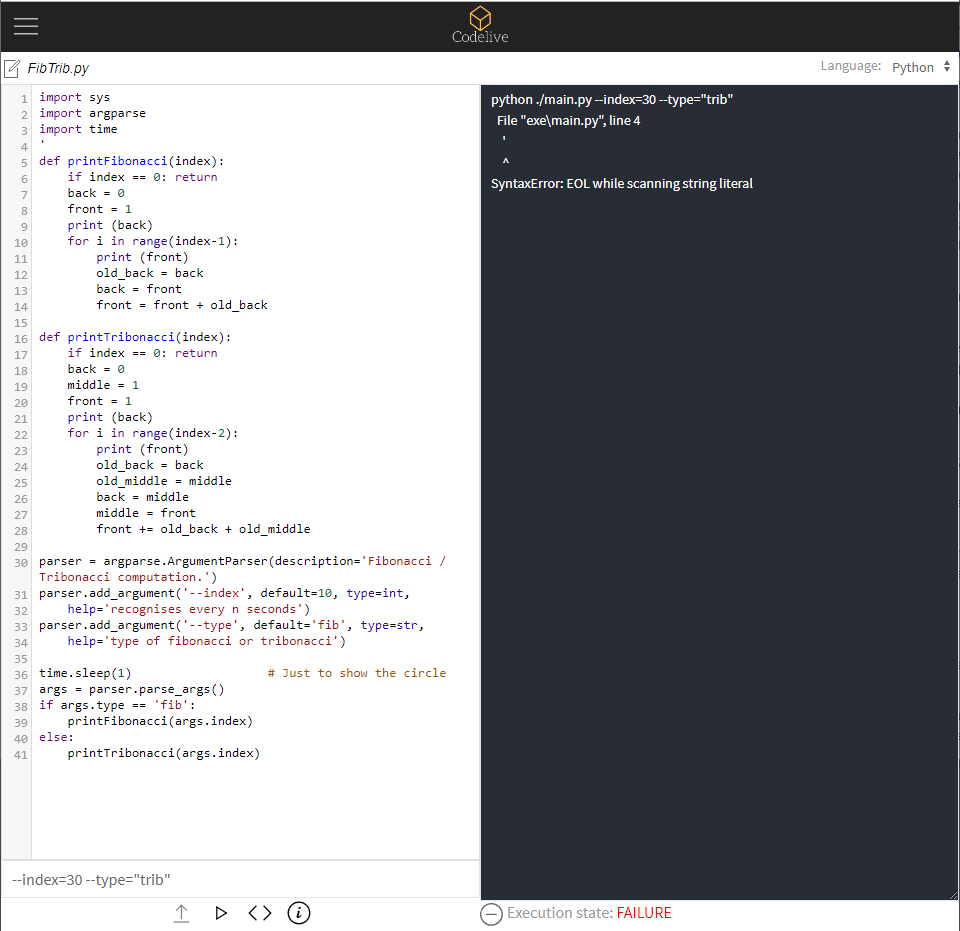 Codelive
FibTrib.py
Language: Python
1 import sys
2 import argparse
3 import time
4 '
5 def printFibonacci(index):
6     if index == 0: return
7     back = 0
8     front = 1
9     print (back)
10     for i in range(index-1):
11         print (front)
12         old_back = back
13         back = front
14         front = front + old_back
15
16 def printTribonacci(index):
17     if index == 0: return
18     back = 0
19     middle = 1
20     front = 1
21     print (back)
22     for i in range(index-2):
23         print (front)
24         old_back = back
25         old_middle = middle
26         back = middle
27         middle = front
28         front += old_back + old_middle
29
30 parser = argparse.ArgumentParser(description='Fibonacci /
Tribonacci computation.')
31 parser.add_argument('--index', default=10, type=int,
32     help='recognises every n seconds')
33 parser.add_argument('--type', default='fib', type=str,
34     help='type of fibonacci or tribonacci')
35
36 time.sleep(1)                   # Just to show the circle
37 args = parser.parse_args()
38 if args.type == 'fib':
39     printFibonacci(args.index)
40 else:
41     printTribonacci(args.index)
--index=30 --type="trib"
python ./main.py --index=30 --type="trib"
  File "exe\main.py", line 4
    '
    ^
SyntaxError: EOL while scanning string literal
Execution state: FAILURE